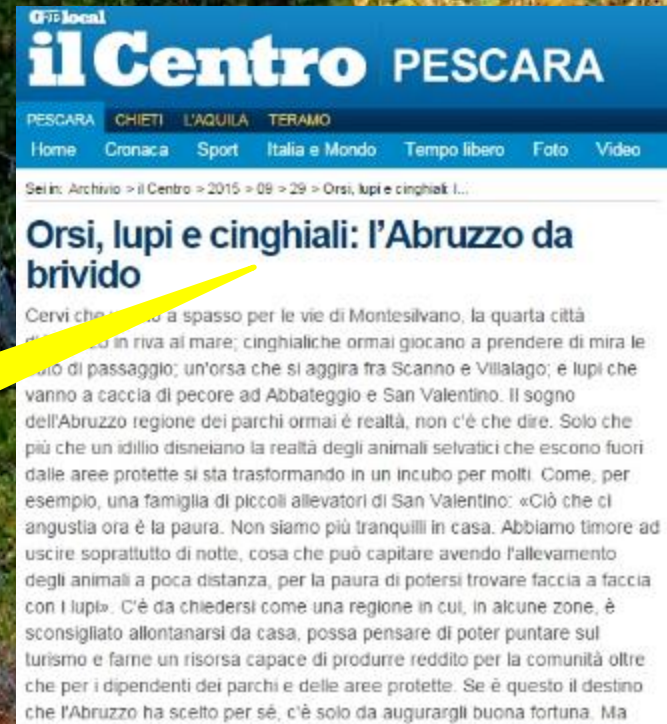 G local
il Centro PESCARA
PESCARA CHIETI L'AQUILA TERAMO
Home Cronaca Sport Italia e Mondo Tempo libero Foto Video
Sei in: Archivio > il Centro > 2015 > 09 > 29 > Orsi, lupi e cinghiali: l...
Orsi, lupi e cinghiali: l'Abruzzo da
brivido
Cervi che a spasso per le vie di Montesilvano, la quarta città
in riva al mare; cinghialiche ormai giocano a prendere di mira le
di passaggio; un'orsa che si aggira fra Scanno e Villalago; e lupi che
vanno a caccia di pecore ad Abbateggio e San Valentino. Il sogno
dell'Abruzzo regione dei parchi ormai é realtà, non c'è che dire. Solo che
più che un idillio disneiano la realtà degli animali selvatici che escono fuori
dalle aree protette si sta trasformando in un incubo per molti. Come, per
esempio, una famiglia di piccoli allevatori di San Valentino: «Ciò che ci
angustia ora é la paura. Non siamo più tranquilli in casa. Abbiamo timore ad
uscire soprattutto di notte, cosa che può capitare avendo l'allevamento
degli animali a poca distanza, per la paura di potersi trovare faccia a faccia
con I lupi». C'è da chiedersi come una regione in cui, in alcune zone, è
sconsigliato allontanarsi da casa, possa pensare di poter puntare sul
turismo e farne un risorsa capace di produrre reddito per la comunità oltre
che per i dipendenti dei parchi e delle aree protette. Se è questo il destino
che l'Abruzzo ha scelto per sé, c'è solo da augurargli buona fortuna. Ma